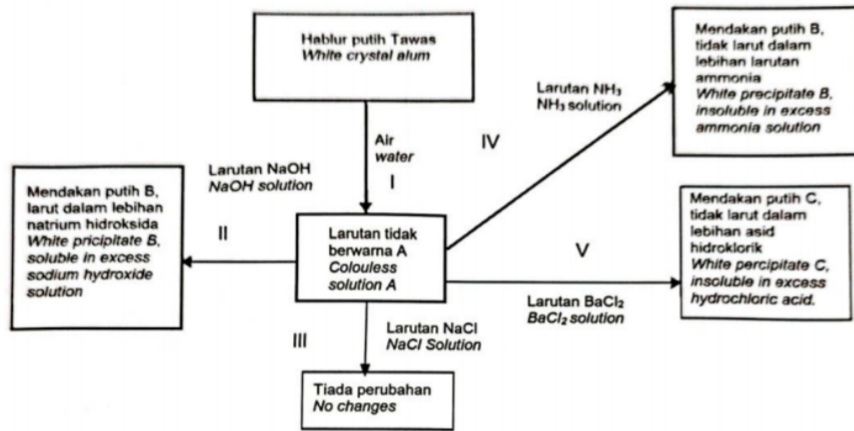 Hablur putih Tawas
White crystal alum
Air
water
I
Larutan tidak
berwarna A
Colouless
solution A
Larutan NaOH
NaOH solution
II
Mendakan putih B,
larut dalam lebihan
natrium hidroksida
White pricipitate B,
soluble in excess
sodium hydroxide
solution
III
Larutan NaCl
NaCl Solution
Tiada perubahan
No changes
IV
Larutan NH₃
NH₃ solution
Mendakan putih B,
tidak larut dalam
lebihan larutan
ammonia
White precipitate B,
insoluble in excess
ammonia solution
V
Larutan BaCl₂
BaCl₂ solution
Mendakan putih C,
tidak larut dalam
lebihan asid
hidroklorik
White percipitate C,
insoluble in excess
hydrochloric acid.